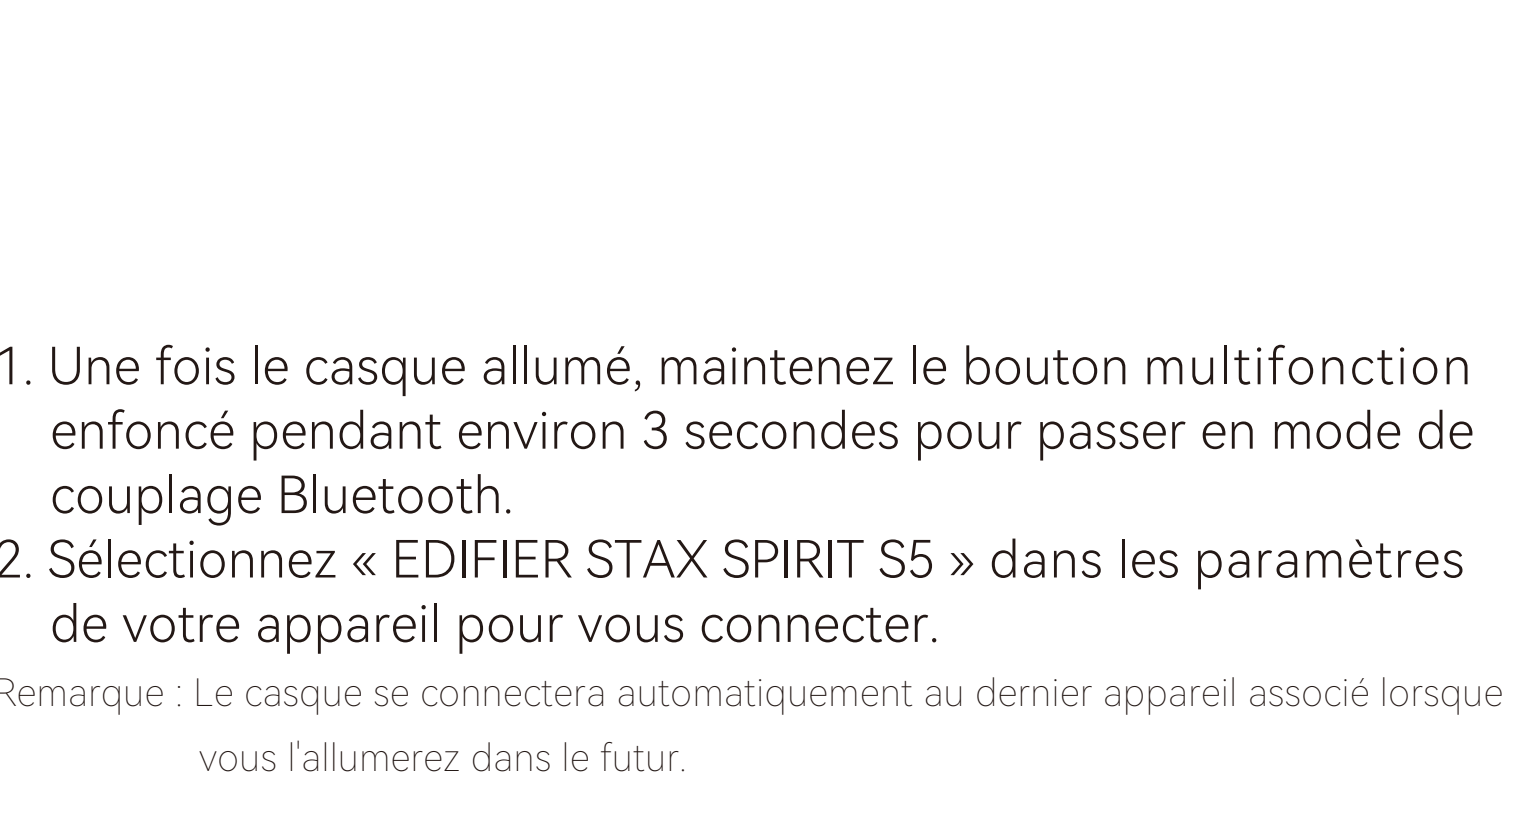 1. Une fois le casque allumé, maintenez le bouton multifonction
enfoncé pendant environ 3 secondes pour passer en mode de
couplage Bluetooth.
2. Sélectionnez « EDIFIER STAX SPIRIT S5 » dans les paramètres
de votre appareil pour vous connecter.
Remarque : Le casque se connectera automatiquement au dernier appareil associé lorsque
vous l'allumerez dans le futur.